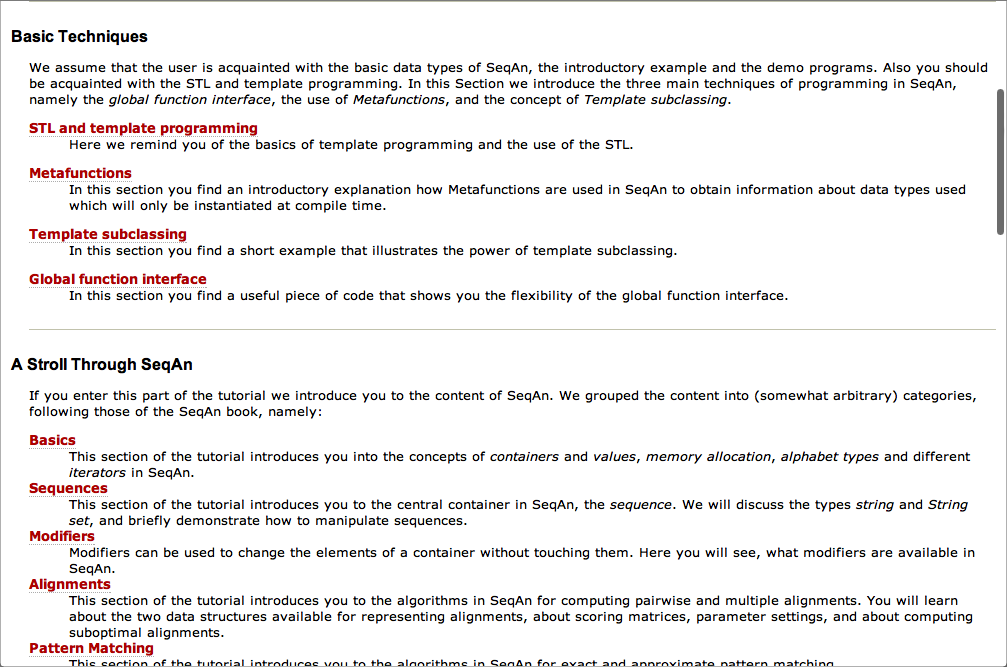 Basic Techniques
We assume that the user is acquainted with the basic data types of SeqAn, the introductory example and the demo programs. Also you should
be acquainted with the STL and template programming. In this Section we introduce the three main techniques of programming in SeqAn,
namely the global function interface, the use of Metafunctions, and the concept of Template subclassing.
STL and template programming
Here we remind you of the basics of template programming and the use of the STL.
Metafunctions
In this section you find an introductory explanation how Metafunctions are used in SeqAn to obtain information about data types used
which will only be instantiated at compile time.
Template subclassing
In this section you find a short example that illustrates the power of template subclassing.
Global function interface
In this section you find a useful piece of code that shows you the flexibility of the global function interface.
A Stroll Through SeqAn
If you enter this part of the tutorial we introduce you to the content of SeqAn. We grouped the content into (somewhat arbitrary) categories,
following those of the SeqAn book, namely:
Basics
This section of the tutorial introduces you into the concepts of containers and values, memory allocation, alphabet types and different
iterators in SeqAn.
Sequences
This section of the tutorial introduces you to the central container in SeqAn, the sequence. We will discuss the types string and String
set, and briefly demonstrate how to manipulate sequences.
Modifiers
Modifiers can be used to change the elements of a container without touching them. Here you will see, what modifiers are available in
SeqAn.
Alignments
This section of the tutorial introduces you to the algorithms in SeqAn for computing pairwise and multiple alignments. You will learn
about the two data structures available for representing alignments, about scoring matrices, parameter settings, and about computing
suboptimal alignments.
Pattern Matching
This section of the tutorial introduces you to the algorithms in SeqAn for exact and approximate pattern matching.